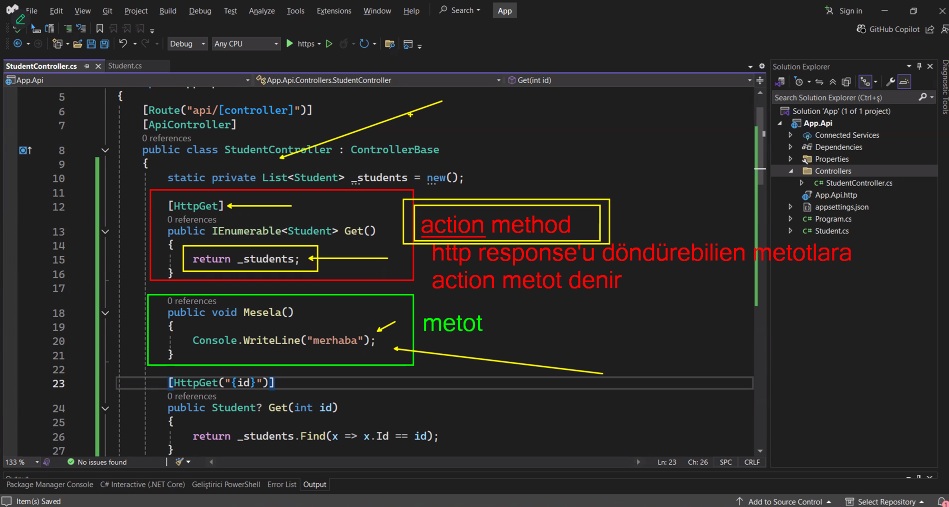 File Edit View Git Project Build Debug Test Analyze Tools Extensions Window Help Search App Sign in
GitHub Copilot
Debug Any CPU https
StudentController.cs Student.cs
App.Api App.Api.Controllers.StudentController Get(int id)
5 {
6 [Route("api/[controller]")]
7 [ApiController]
0 references
8 public class StudentController : ControllerBase
9 {
10 static private List<Student> _students = new();
11
12 [HttpGet]
0 references
13 public IEnumerable<Student> Get()
14 {
15 return _students;
16 }
17
0 references
18 public void Mesela()
19 {
20 Console.WriteLine("merhaba");
21 }
22
23 [HttpGet("{id}")]
0 references
24 public Student? Get(int id)
25 {
26 return _students.Find(x => x.Id == id);
27 }
action method
http response'u döndürebilien metotlara
action metot denir
metot
Solution Explorer
Search Solution Explorer (Ctrl+ş)
Solution 'App' (1 of 1 project)
App.Api
Connected Services
Dependencies
Properties
Controllers
C# StudentController.cs
App.Api.http
appsettings.json
C# Program.cs
C# Student.cs
Diagnostic Tools
133 % No issues found Ln: 23 Ch: 26 SPC CRLF
Package Manager Console C# Interactive (.NET Core) Geliştirici PowerShell Error List Output
Item(s) Saved Add to Source Control Select Repository